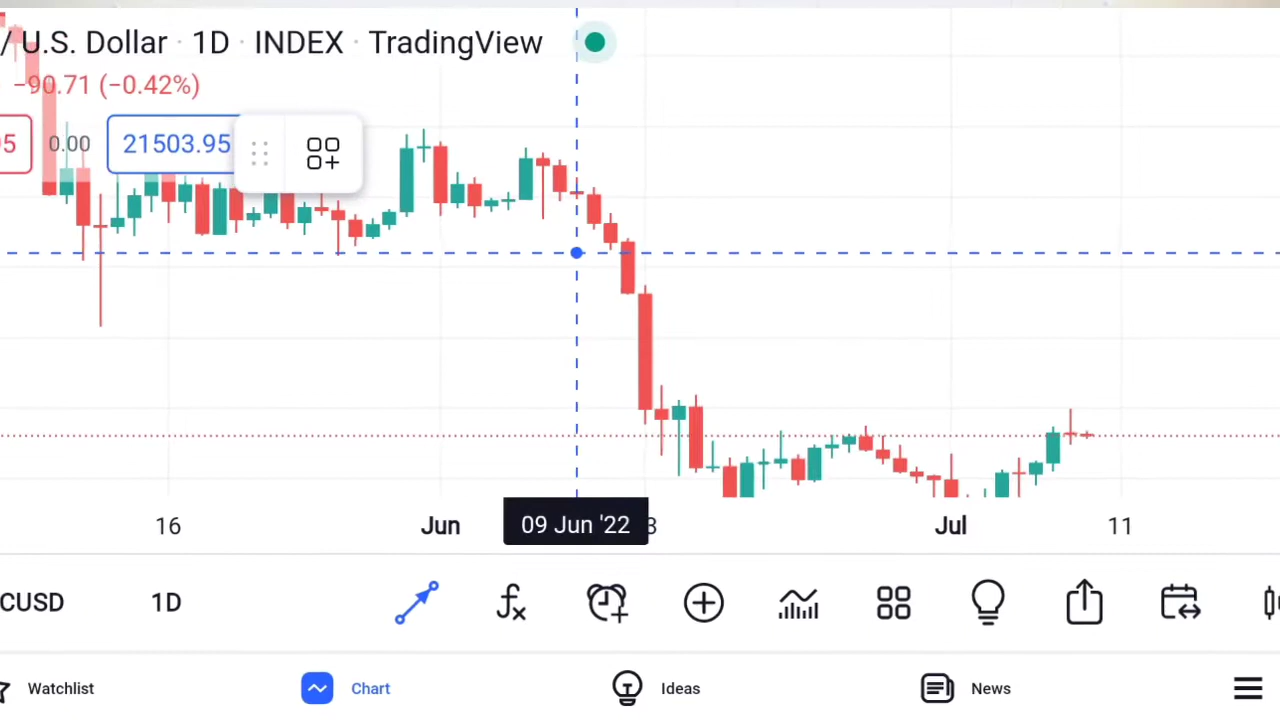 / U.S. Dollar · 1D · INDEX · TradingView
−90.71 (−0.42%)
5 0.00 21503.95
16 Jun 09 Jun '22 3 Jul 11
CUSD 1D
Watchlist Chart Ideas News